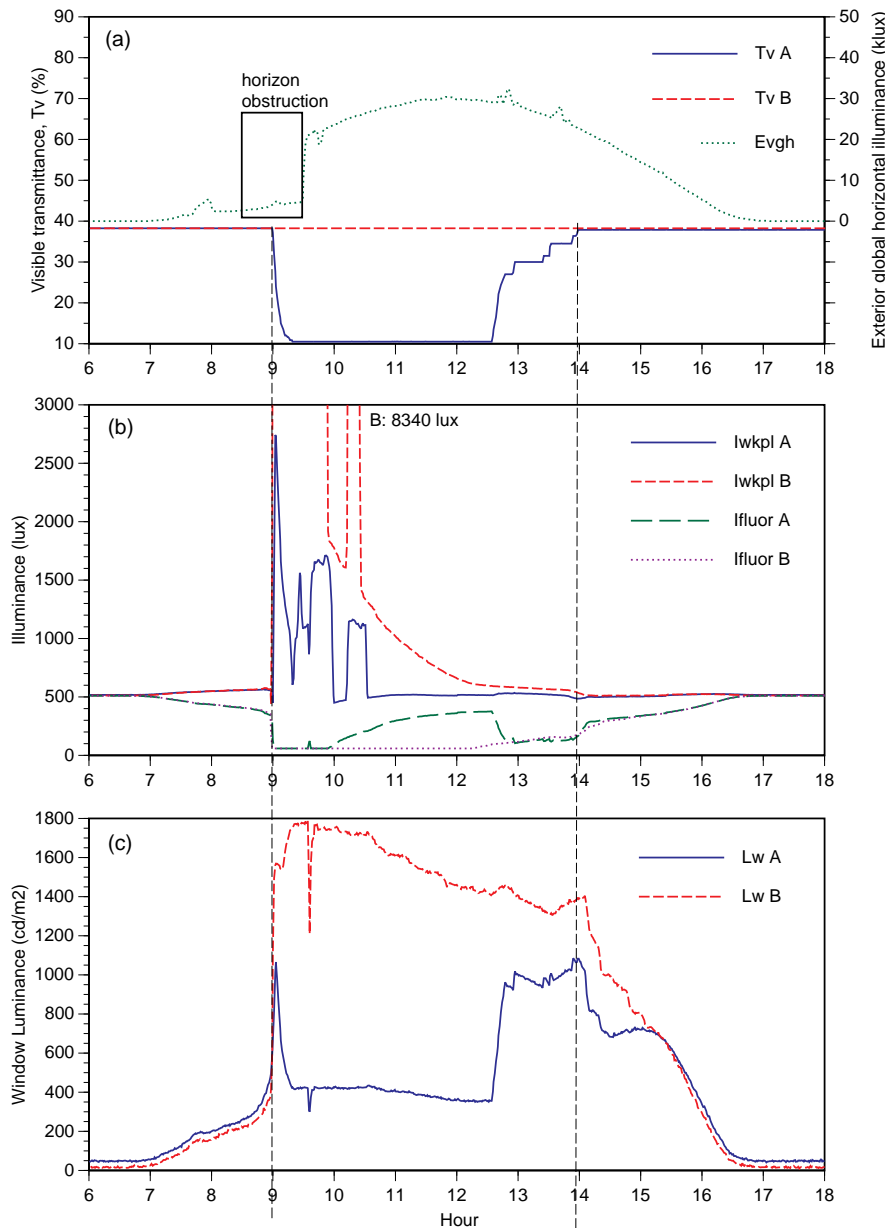 (a)
Visible transmittance, Tv (%)
90
80
70
60
50
40
30
20
10
horizon
obstruction
Tv A
Tv B
Evgh
50
40
30
20
10
0
Exterior global horizontal illuminance (klux)
6 7 8 9 10 11 12 13 14 15 16 17 18
(b)
Illuminance (lux)
3000
2500
2000
1500
1000
500
0
B: 8340 lux
Iwkpl A
Iwkpl B
Ifluor A
Ifluor B
6 7 8 9 10 11 12 13 14 15 16 17 18
(c)
Window Luminance (cd/m2)
1800
1600
1400
1200
1000
800
600
400
200
0
Lw A
Lw B
6 7 8 9 10 11 12 13 14 15 16 17 18
Hour